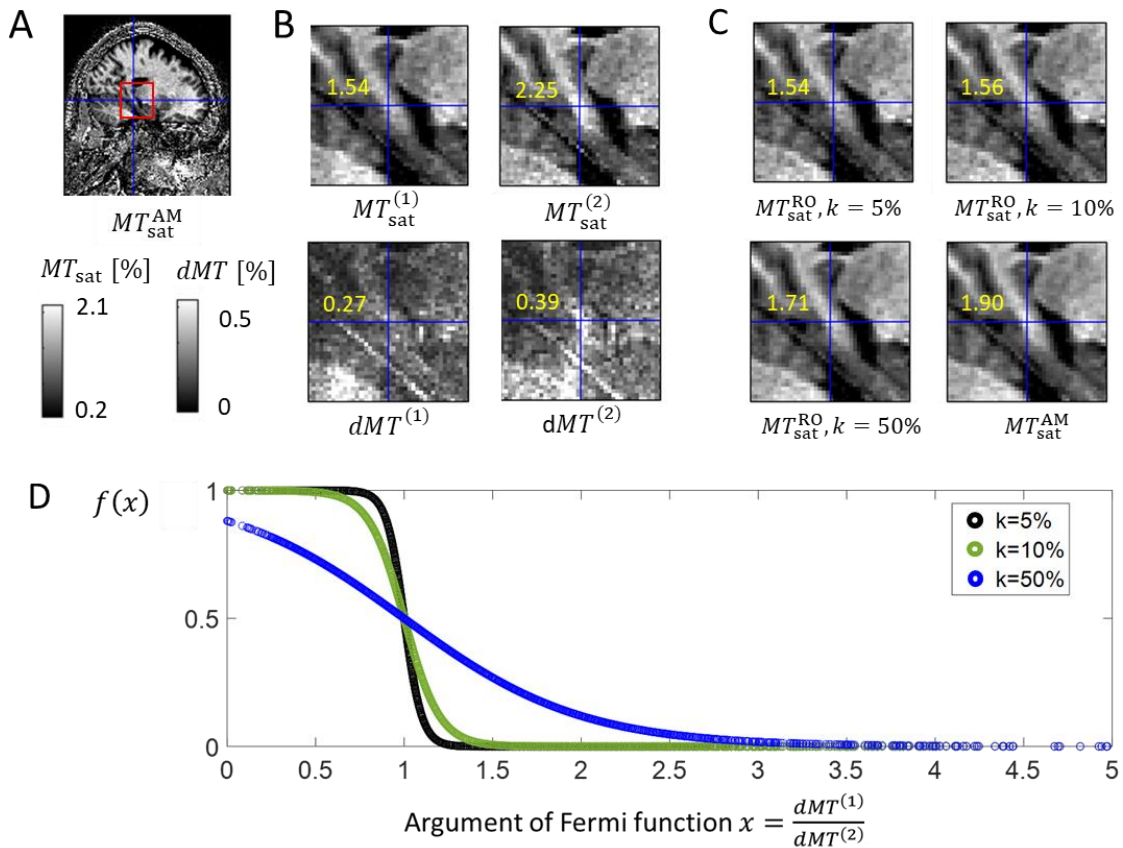 A
B
C
MT_sat^AM
MT_sat [%]
dMT [%]
2.1
0.2
0.5
0
1.54
2.25
MT_sat^(1)
MT_sat^(2)
0.27
0.39
dMT^(1)
dMT^(2)
1.54
1.56
MT_sat^RO, k = 5%
MT_sat^RO, k = 10%
1.71
1.90
MT_sat^RO, k = 50%
MT_sat^AM
D
f(x)
1
0.5
0
k=5%
k=10%
k=50%
0 0.5 1 1.5 2 2.5 3 3.5 4 4.5 5
Argument of Fermi function x = dMT^(1)/dMT^(2)